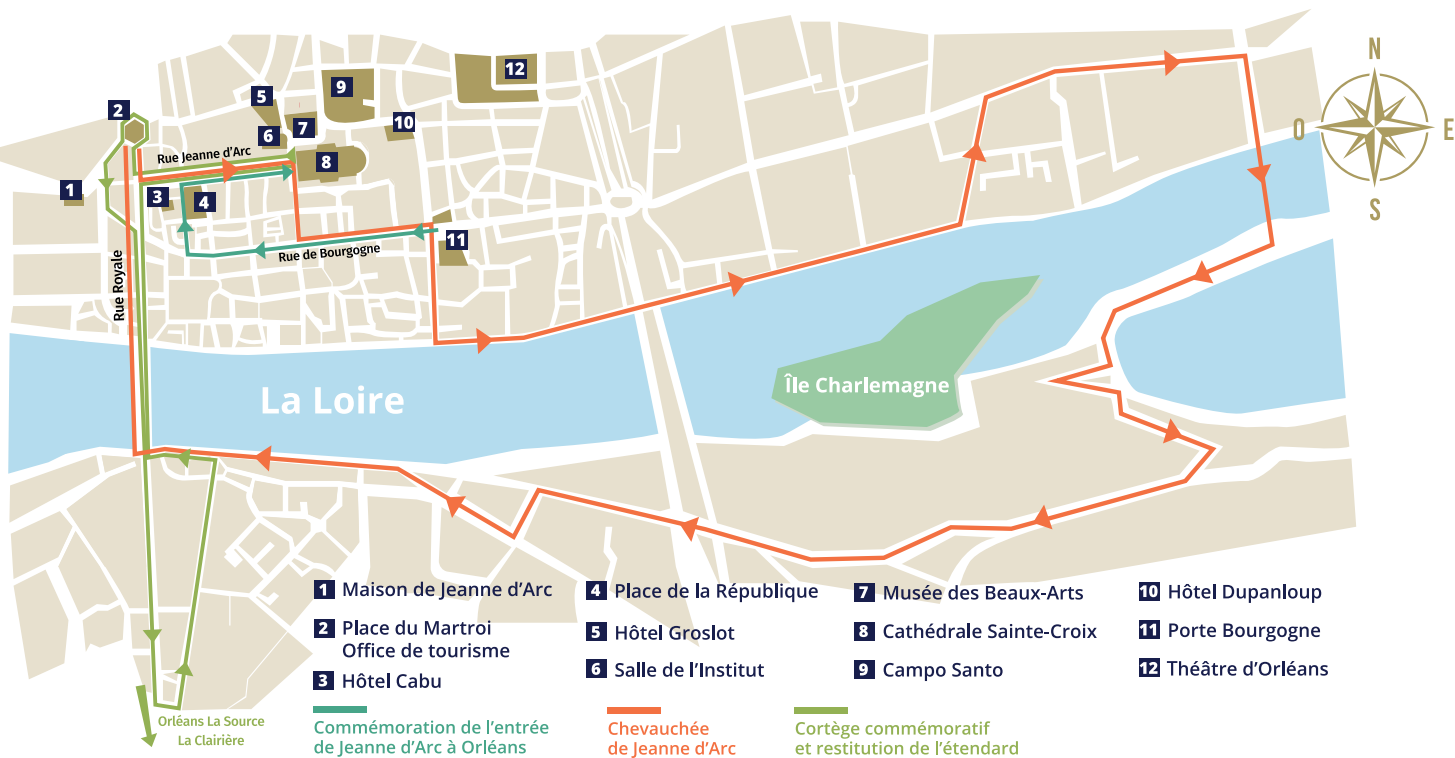 12
9
5
2
7
10
6
Rue Jeanne d'Arc
8
1
3
4
11
Rue de Bourgogne
Rue Royale
N
O
E
S
La Loire
Île Charlemagne
1 Maison de Jeanne d'Arc
2 Place du Martroi
Office de tourisme
3 Hôtel Cabu
4 Place de la République
5 Hôtel Groslot
6 Salle de l'Institut
7 Musée des Beaux-Arts
8 Cathédrale Sainte-Croix
9 Campo Santo
10 Hôtel Dupanloup
11 Porte Bourgogne
12 Théâtre d'Orléans
Orléans La Source
La Clairière
Commémoration de l'entrée
de Jeanne d'Arc à Orléans
Chevauchée
de Jeanne d'Arc
Cortège commémoratif
et restitution de l'étendard